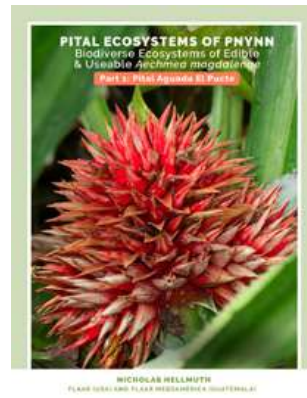 PITAL ECOSYSTEMS OF PNYNN
Biodiverse Ecosystems of Edible
& Useable Aechmea magdalenae
Part 1: Pital Aguada El Pucte
NICHOLAS HELLMUTH
FLAAR (USA) AND FLAAR MESOAMERICA (GUATEMALA)